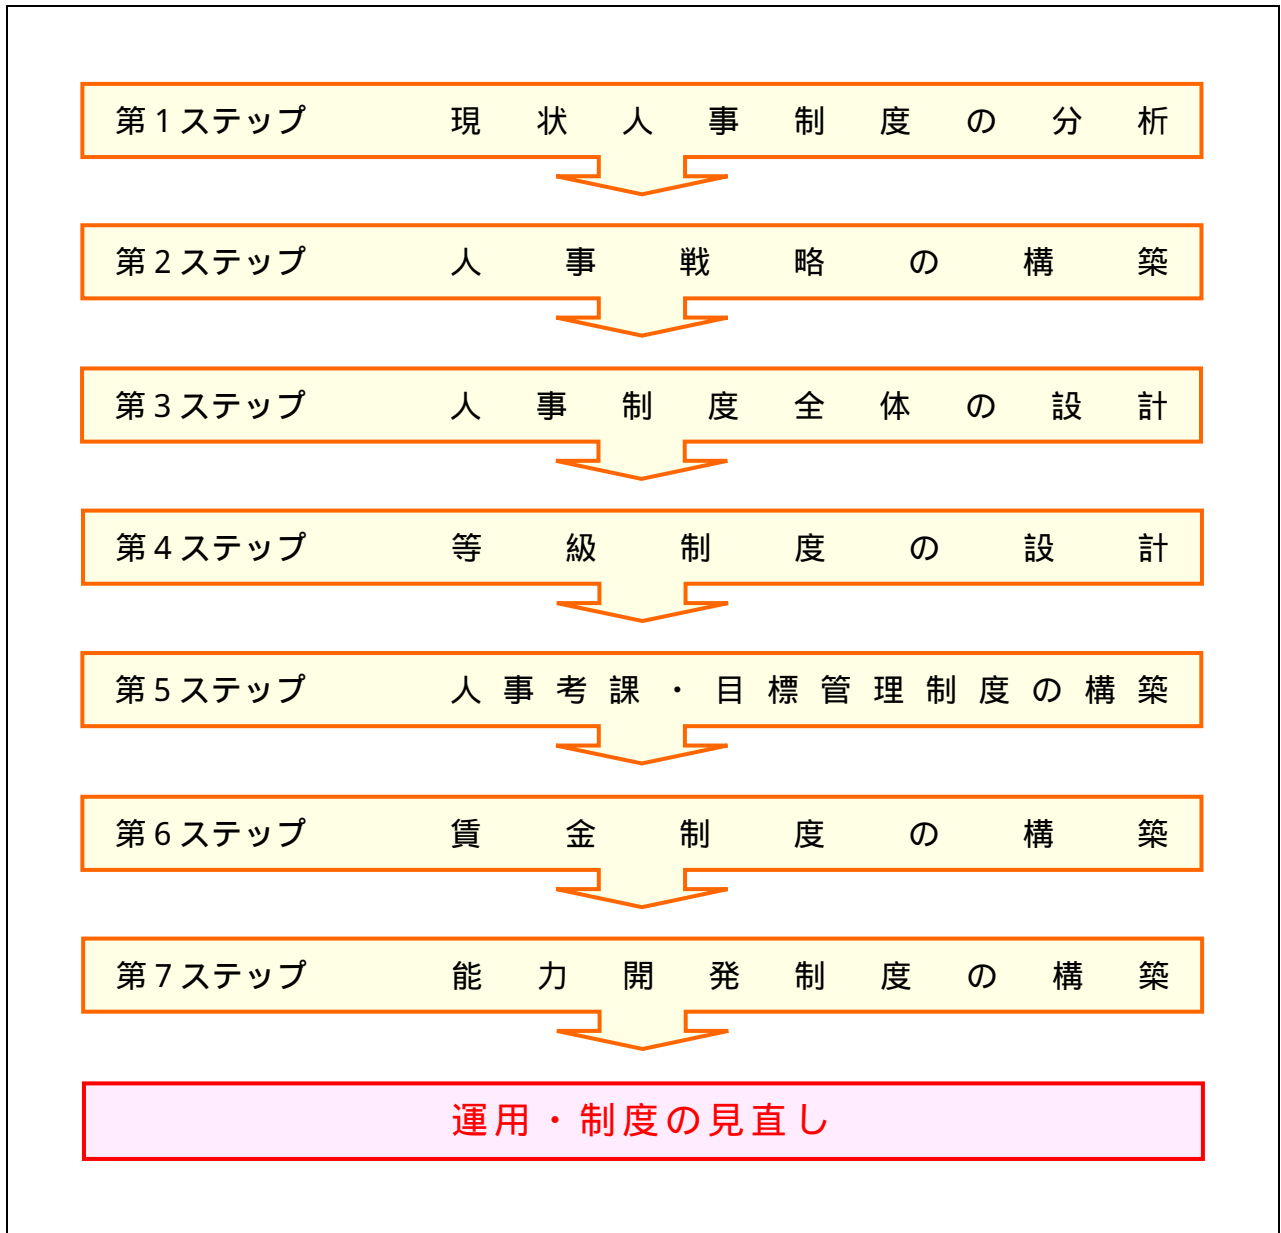 第1ステップ 現状人事制度の分析
第2ステップ 人事戦略の構築
第3ステップ 人事制度全体の設計
第4ステップ 等級制度の設計
第5ステップ 人事考課・目標管理制度の構築
第6ステップ 賃金制度の構築
第7ステップ 能力開発制度の構築
運用・制度の見直し